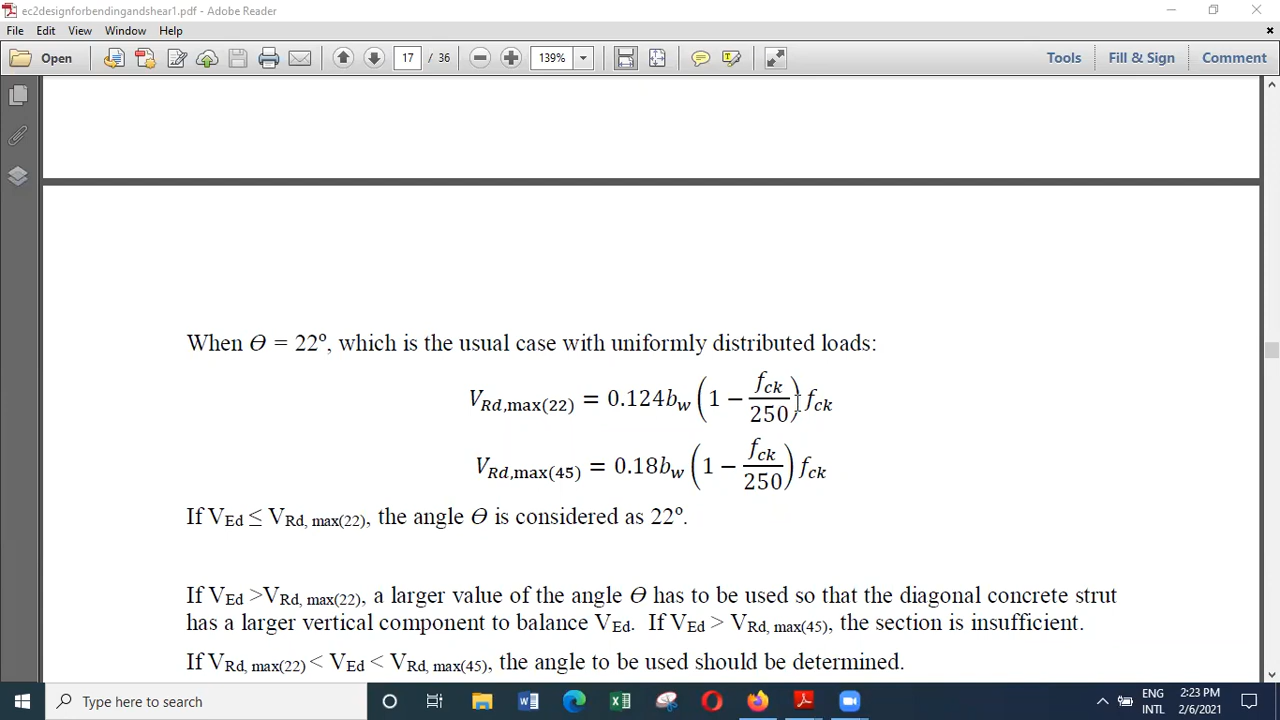 ec2designforbendingandshear1.pdf - Adobe Reader
File Edit View Window Help
Open 17 / 36 139% Tools Fill & Sign Comment
When ϴ = 22º, which is the usual case with uniformly distributed loads:
V_Rd,max(22) = 0.124b_w (1 − f_ck/250) f_ck
V_Rd,max(45) = 0.18b_w (1 − f_ck/250) f_ck
If V_Ed ≤ V_Rd, max(22), the angle ϴ is considered as 22º.
If V_Ed >V_Rd, max(22), a larger value of the angle ϴ has to be used so that the diagonal concrete strut
has a larger vertical component to balance V_Ed. If V_Ed > V_Rd, max(45), the section is insufficient.
If V_Rd, max(22) < V_Ed < V_Rd, max(45), the angle to be used should be determined.
Type here to search
ENG 2:23 PM
INTL 2/6/2021